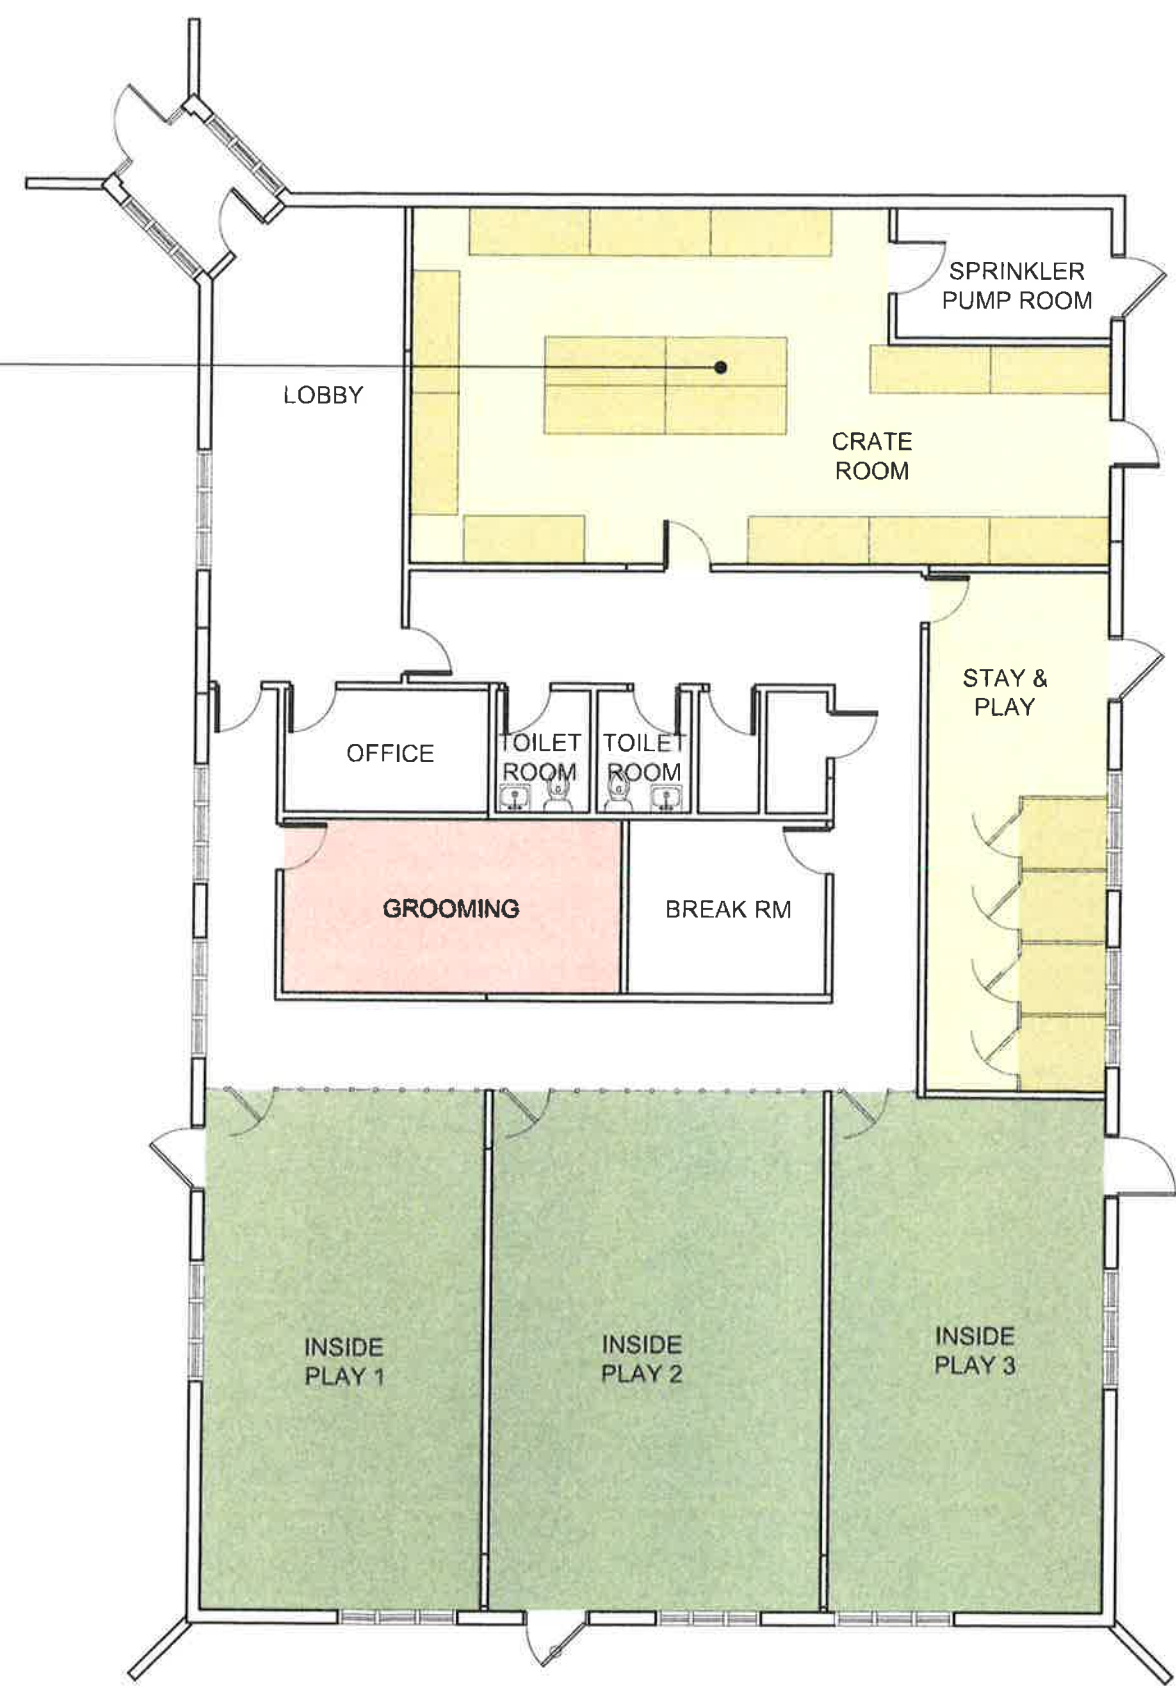 SPRINKLER
PUMP ROOM
LOBBY
CRATE
ROOM
STAY &
PLAY
OFFICE
TOILET
ROOM
TOILET
ROOM
GROOMING
BREAK RM
INSIDE
PLAY 1
INSIDE
PLAY 2
INSIDE
PLAY 3